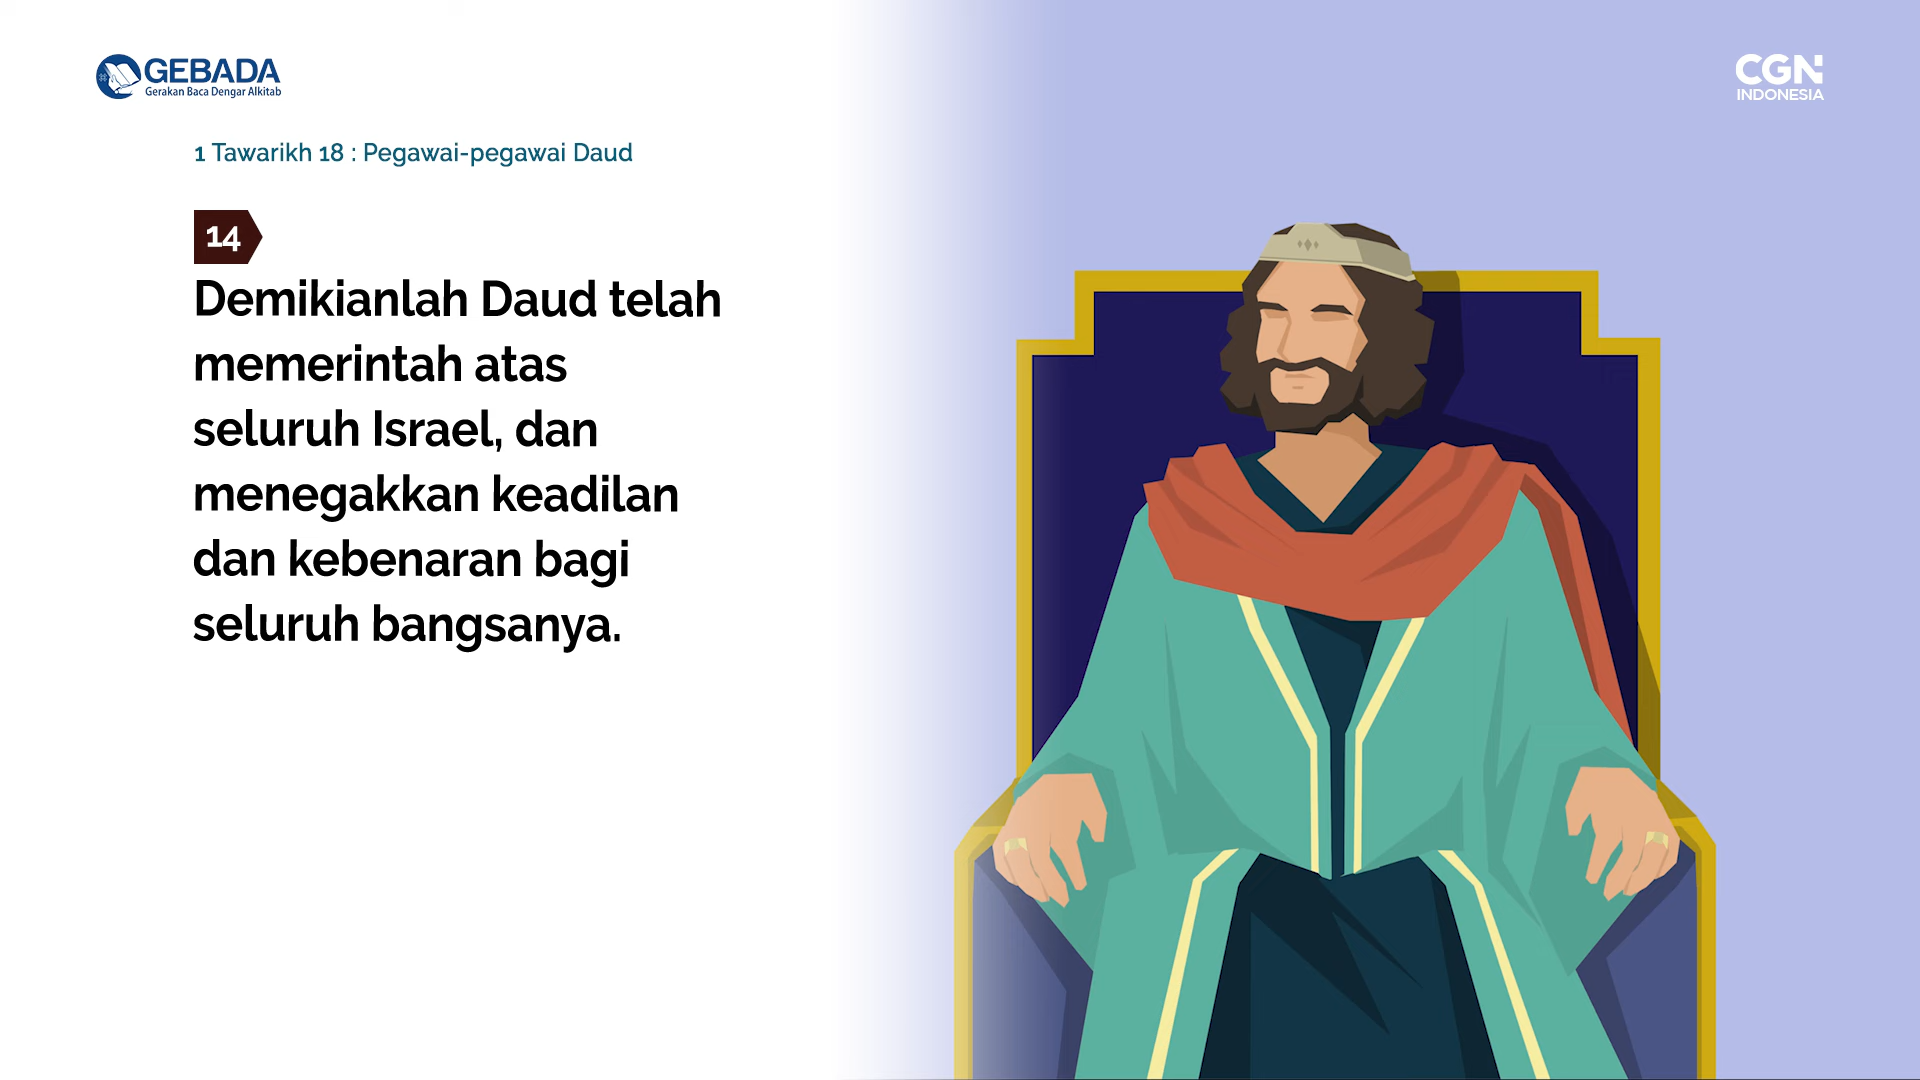 GEBADA
Gerakan Baca Dengar Alkitab
CGN
INDONESIA
1 Tawarikh 18 : Pegawai-pegawai Daud
14
Demikianlah Daud telah
memerintah atas
seluruh Israel, dan
menegakkan keadilan
dan kebenaran bagi
seluruh bangsanya.